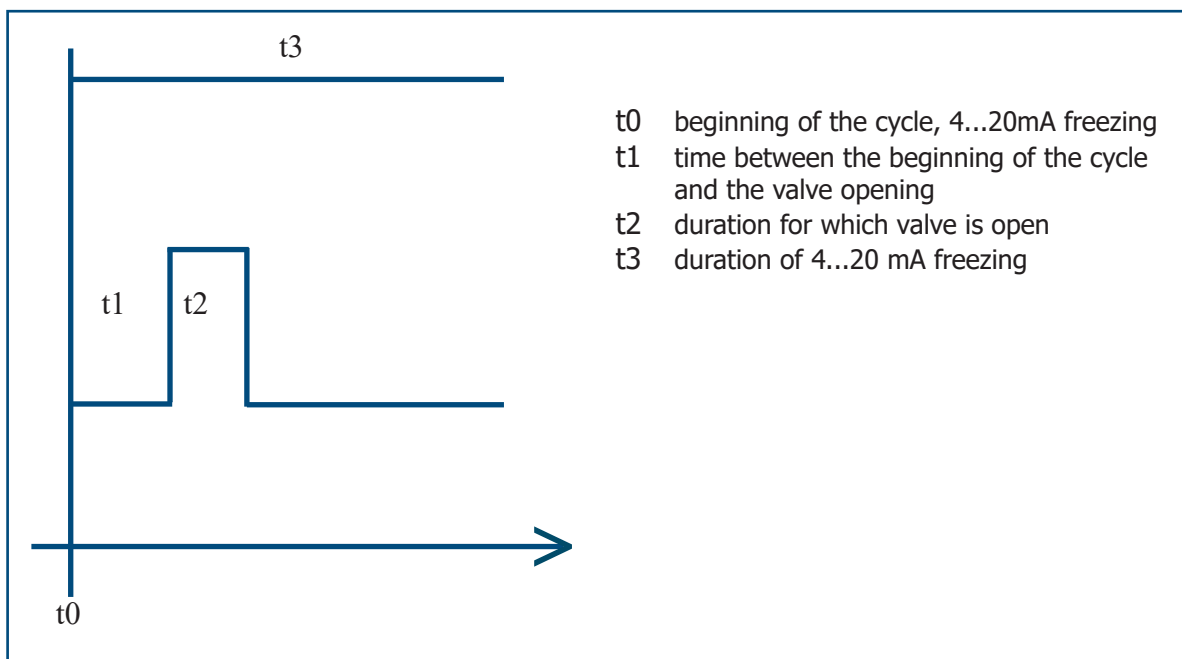 t3
t1
t2
t0
t0 beginning of the cycle, 4...20mA freezing
t1 time between the beginning of the cycle
and the valve opening
t2 duration for which valve is open
t3 duration of 4...20 mA freezing